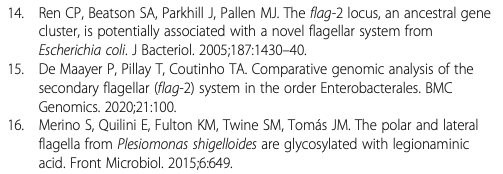 14. Ren CP, Beatson SA, Parkhill J, Pallen MJ. The flag-2 locus, an ancestral gene
cluster, is potentially associated with a novel flagellar system from
Escherichia coli. J Bacteriol. 2005;187:1430–40.
15. De Maayer P, Pillay T, Coutinho TA. Comparative genomic analysis of the
secondary flagellar (flag-2) system in the order Enterobacterales. BMC
Genomics. 2020;21:100.
16. Merino S, Quilini E, Fulton KM, Twine SM, Tomás JM. The polar and lateral
flagella from Plesiomonas shigelloides are glycosylated with legionaminic
acid. Front Microbiol. 2015;6:649.